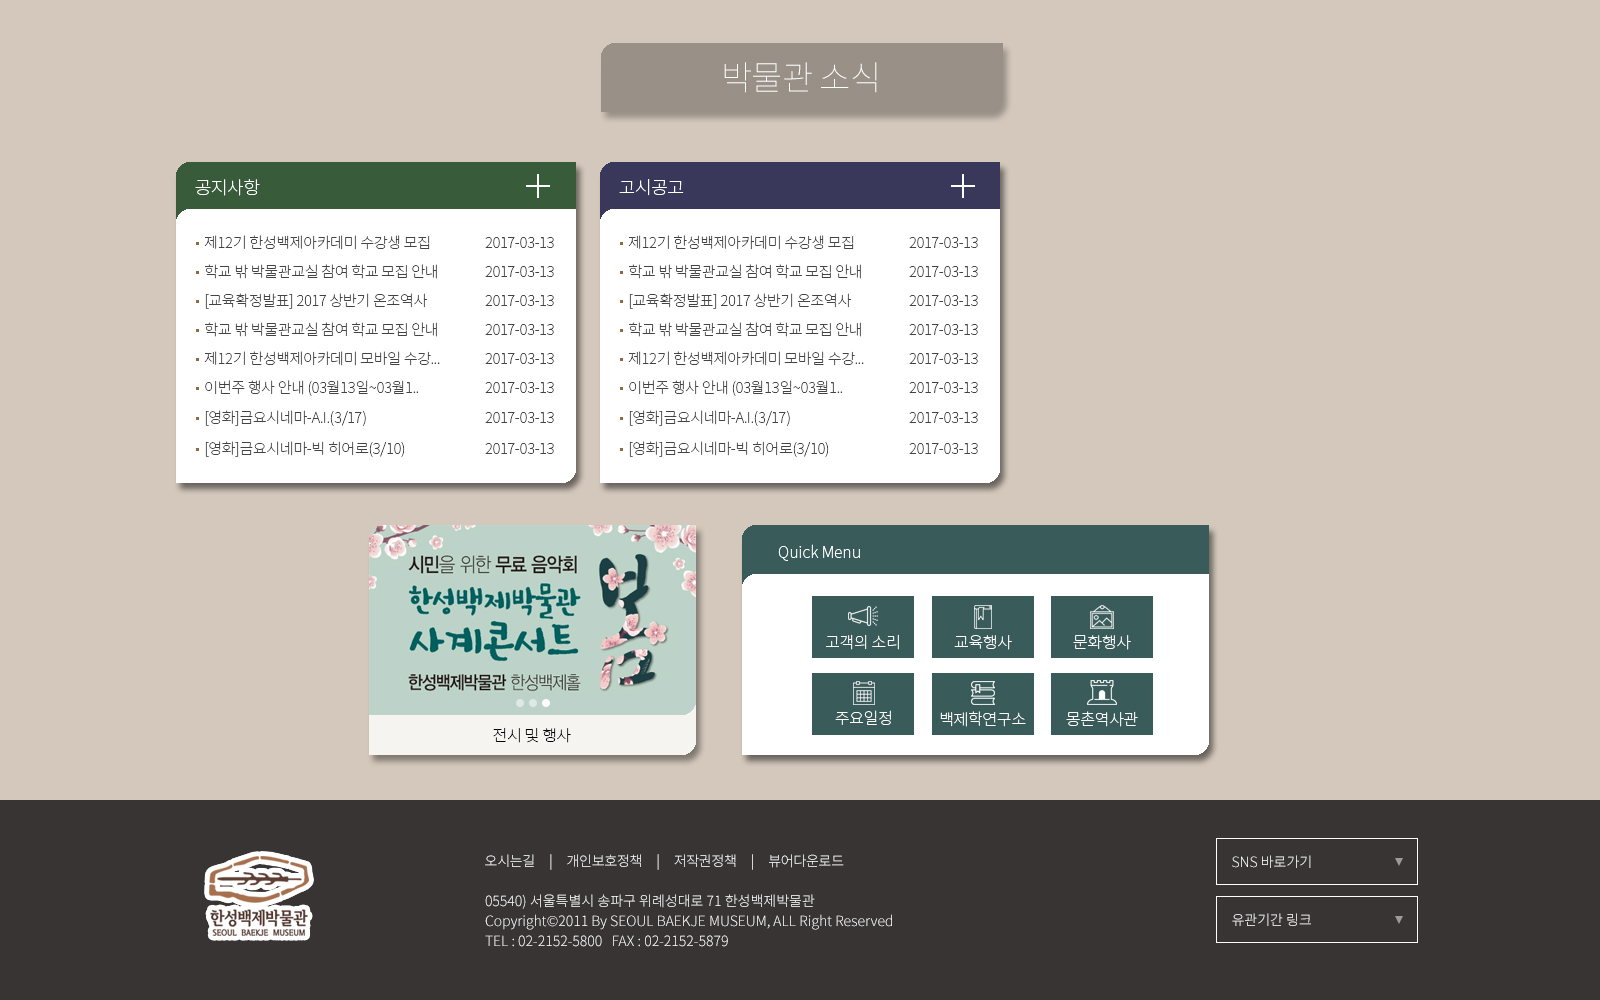 박물관 소식
공지사항
제12기 한성백제아카데미 수강생 모집 2017-03-13
학교 밖 박물관교실 참여 학교 모집 안내 2017-03-13
[교육확정발표] 2017 상반기 온조역사 2017-03-13
학교 밖 박물관교실 참여 학교 모집 안내 2017-03-13
제12기 한성백제아카데미 모바일 수강... 2017-03-13
이번주 행사 안내 (03월13일~03월1.. 2017-03-13
[영화]금요시네마-A.I.(3/17) 2017-03-13
[영화]금요시네마-빅 히어로(3/10) 2017-03-13
고시공고
제12기 한성백제아카데미 수강생 모집 2017-03-13
학교 밖 박물관교실 참여 학교 모집 안내 2017-03-13
[교육확정발표] 2017 상반기 온조역사 2017-03-13
학교 밖 박물관교실 참여 학교 모집 안내 2017-03-13
제12기 한성백제아카데미 모바일 수강... 2017-03-13
이번주 행사 안내 (03월13일~03월1.. 2017-03-13
[영화]금요시네마-A.I.(3/17) 2017-03-13
[영화]금요시네마-빅 히어로(3/10) 2017-03-13
시민을 위한 무료 음악회
한성백제박물관
사계콘서트
봄
한성백제박물관 한성백제홀
전시 및 행사
Quick Menu
고객의 소리
교육행사
문화행사
주요일정
백제학연구소
몽촌역사관
한성백제박물관
SEOUL BAEKJE MUSEUM
오시는길 | 개인보호정책 | 저작권정책 | 뷰어다운로드
05540) 서울특별시 송파구 위례성대로 71 한성백제박물관
Copyright©2011 By SEOUL BAEKJE MUSEUM, ALL Right Reserved
TEL : 02-2152-5800 FAX : 02-2152-5879
SNS 바로가기
유관기간 링크